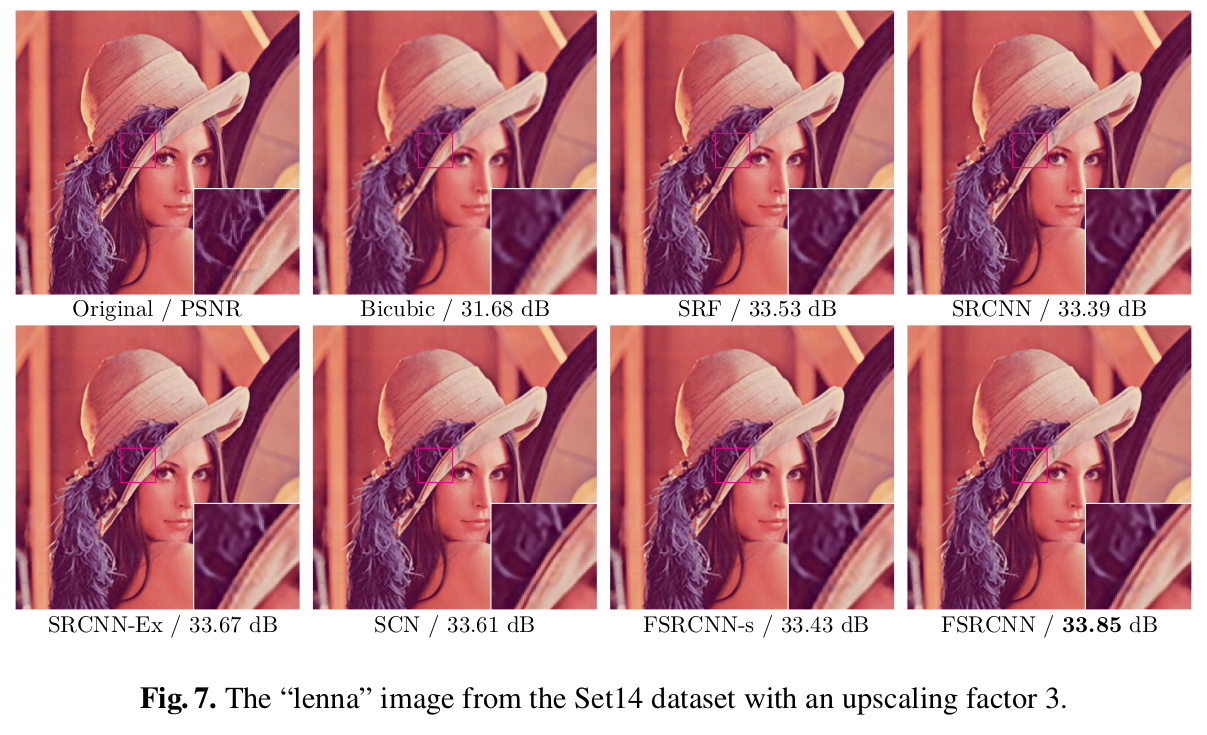 Original / PSNR
Bicubic / 31.68 dB
SRF / 33.53 dB
SRCNN / 33.39 dB
SRCNN-Ex / 33.67 dB
SCN / 33.61 dB
FSRCNN-s / 33.43 dB
FSRCNN / 33.85 dB
Fig. 7. The “lenna” image from the Set14 dataset with an upscaling factor 3.